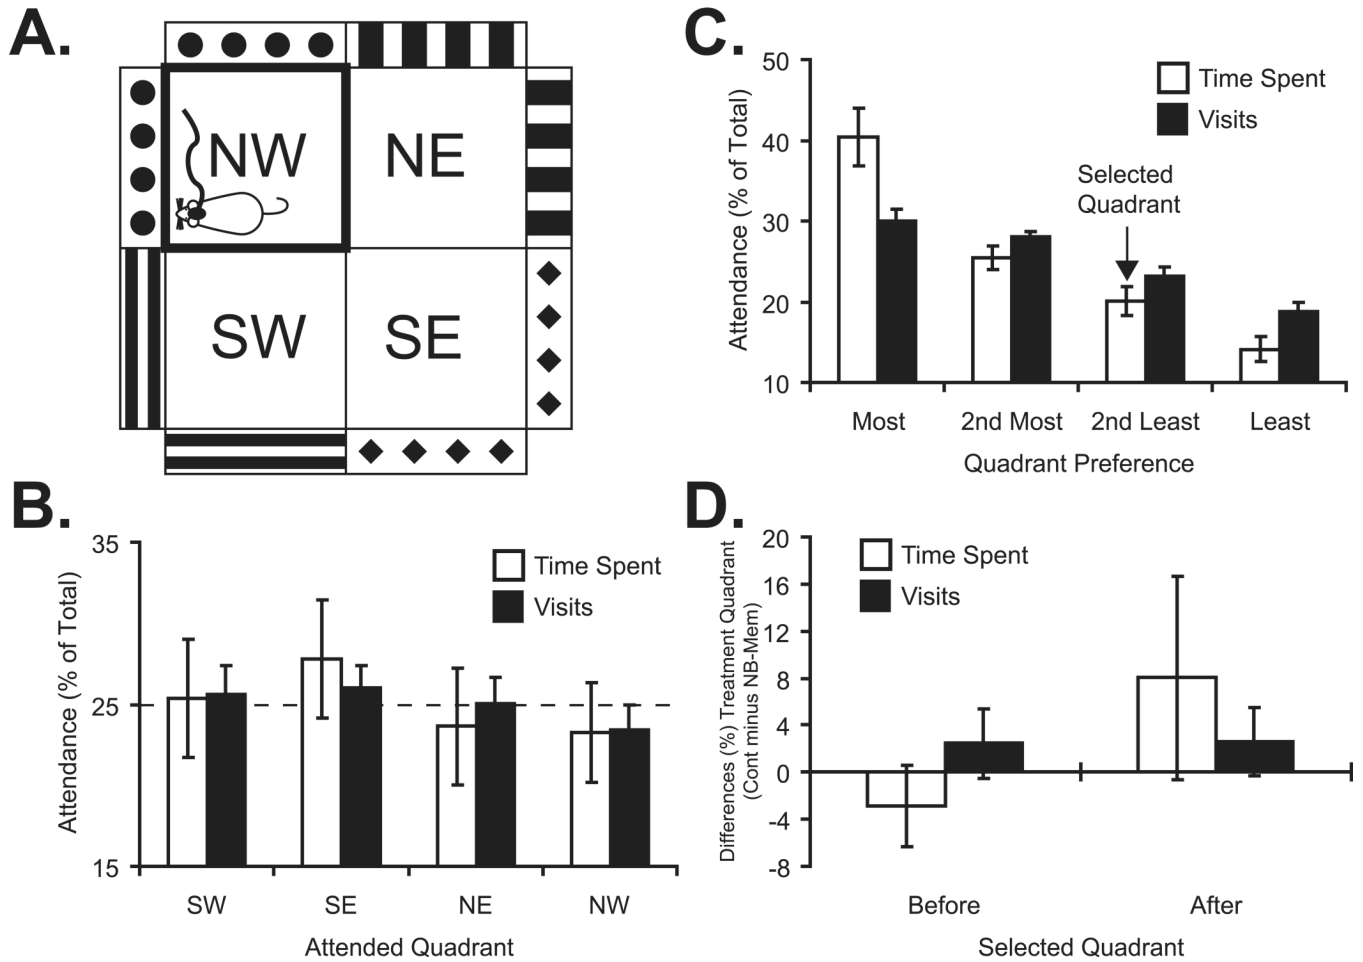 A.
NW
NE
SW
SE
B.
35
25
15
Attendance (% of Total)
Time Spent
Visits
SW
SE
NE
NW
Attended Quadrant
C.
50
40
30
20
10
Attendance (% of Total)
Time Spent
Visits
Selected
Quadrant
Most
2nd Most
2nd Least
Least
Quadrant Preference
D.
20
16
12
8
4
0
-4
-8
Differences (%) Treatment Quadrant
(Cont minus NB-Mem)
Time Spent
Visits
Before
After
Selected Quadrant